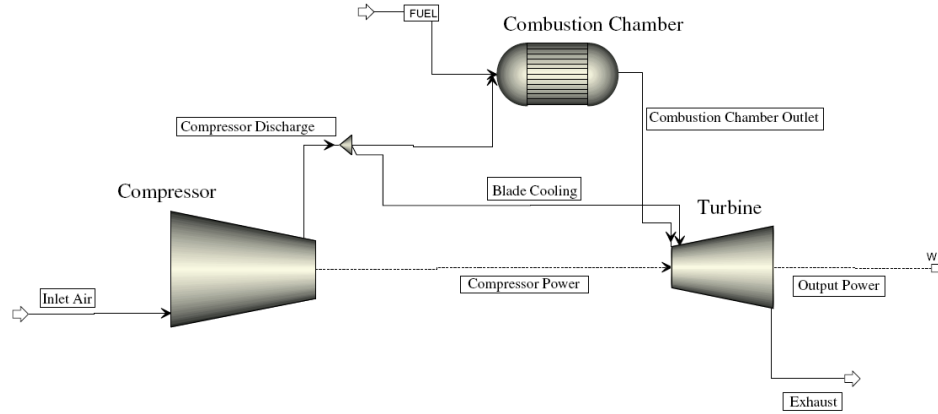 FUEL
Combustion Chamber
Compressor Discharge
Combustion Chamber Outlet
Compressor
Blade Cooling
Turbine
W
Inlet Air
Compressor Power
Output Power
Exhaust